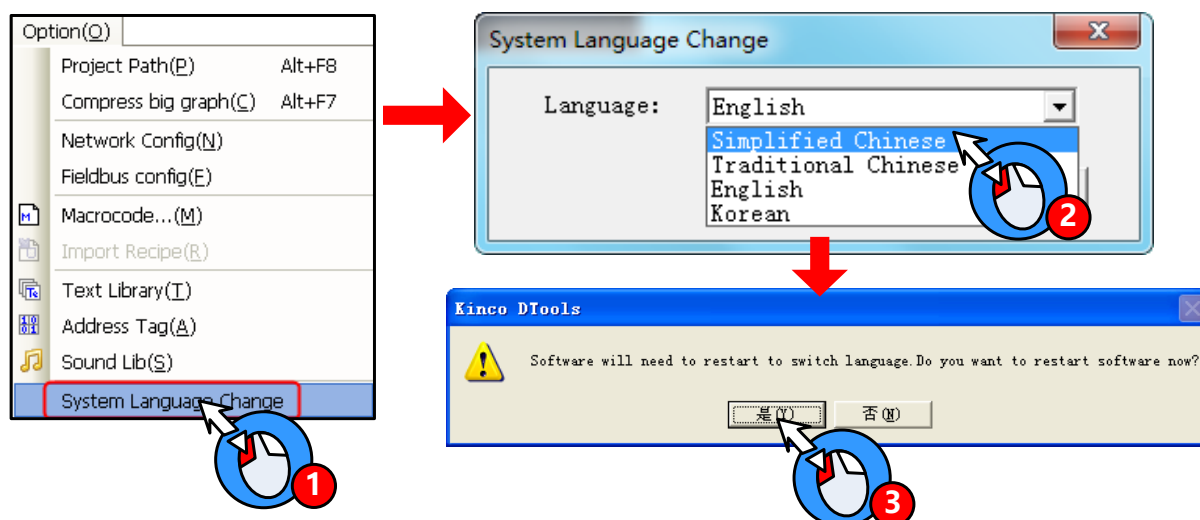 Option(O)
Project Path(P) Alt+F8
Compress big graph(C) Alt+F7
Network Config(N)
Fieldbus config(F)
Macrocode...(M)
Import Recipe(R)
Text Library(T)
Address Tag(A)
Sound Lib(S)
System Language Change
1
System Language Change
Language: English
Simplified Chinese
Traditional Chinese
English
Korean
2
Kinco DTools
Software will need to restart to switch language.Do you want to restart software now?
是(Y) 否(N)
3